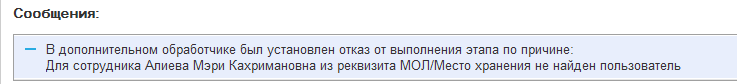 Сообщения:
В дополнительном обработчике был установлен отказ от выполнения этапа по причине:
Для сотрудника Алиева Мэри Кахримановна из реквизита МОЛ/Место хранения не найден пользователь